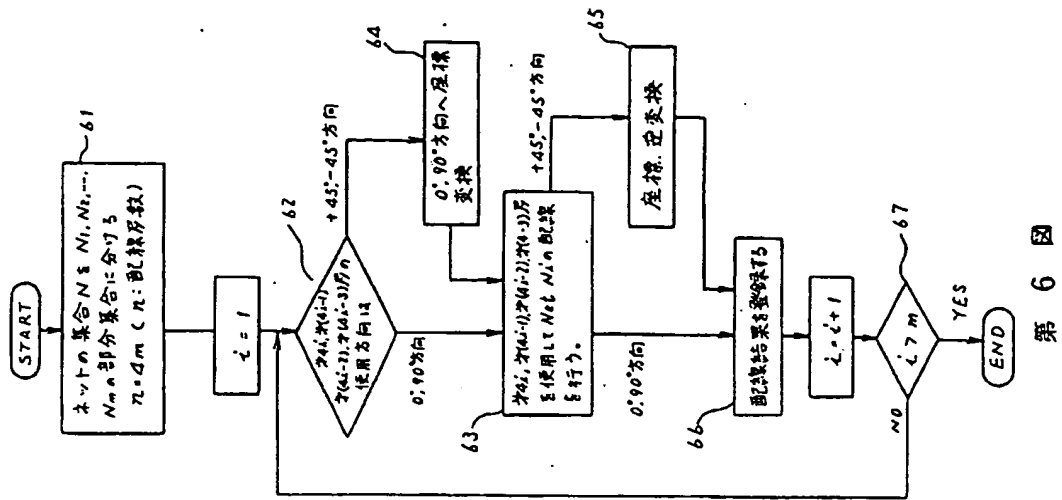 START
61
ネットの集合NをN1,N2,…,
Nmの部分集合に分ける
n=4m(n:配線層数)
i=1
62
第4i,第(4i-1)
第(4i-2),第(4i-3)層の
使用方向は
+45°,-45°方向
64
0°,90°方向へ座標
変換
0°,90°方向
63
第4i,第(4i-1),第(4i-2),第(4i-3)層
を使用してNet Niの配線
を行う。
+45°,-45°方向
65
座標逆変換
0°,90°方向
66
配線結果を登録する
i=i+1
67
i>m
NO
YES
END
第6図